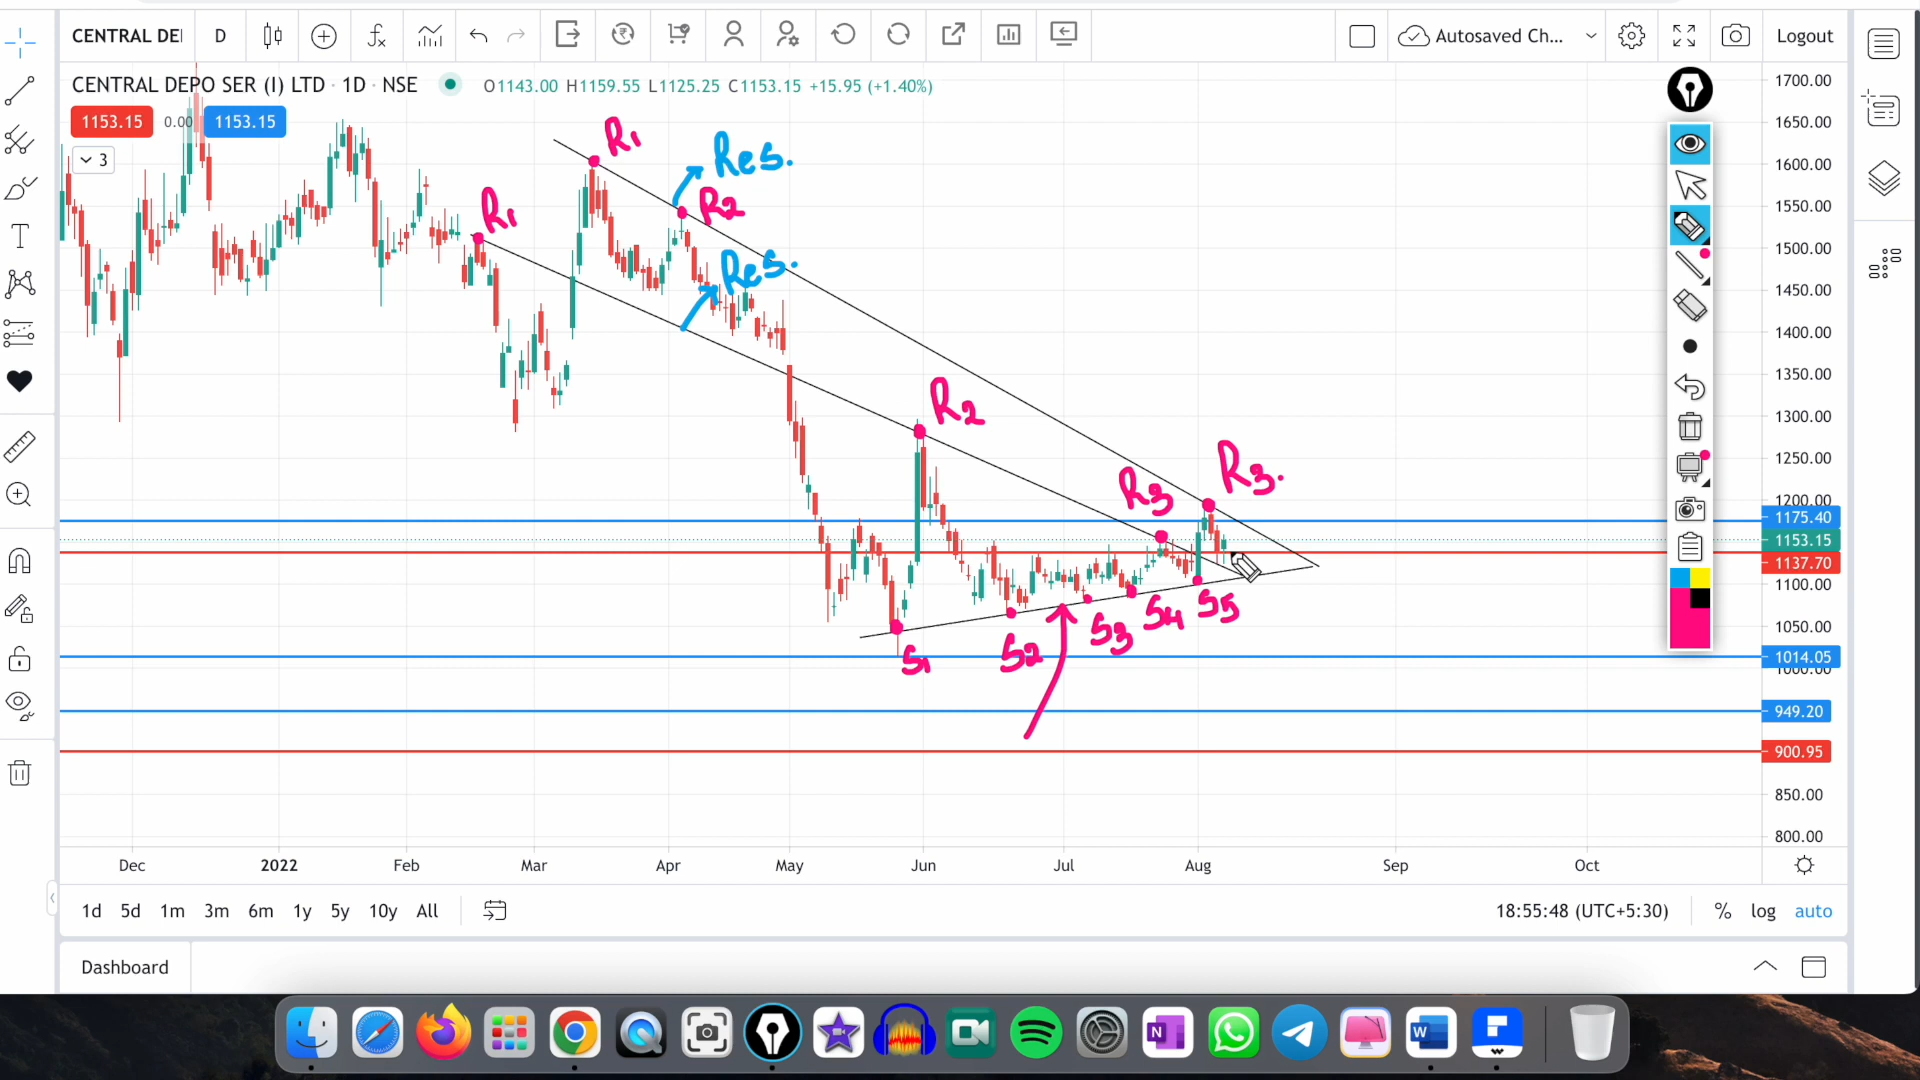 CENTRAL DEI D Autosaved Ch... Logout
CENTRAL DEPO SER (I) LTD · 1D · NSE O1143.00 H1159.55 L1125.25 C1153.15 +15.95 (+1.40%)
1153.15 0.00 1153.15
3
R1
R1
Res.
R2
Res.
R2
R3
R3.
S1
S2
S3
S4
S5
1700.00
1650.00
1600.00
1550.00
1500.00
1450.00
1400.00
1350.00
1300.00
1250.00
1200.00
1175.40
1153.15
1137.70
1100.00
1050.00
1014.05
1000.00
949.20
900.95
850.00
800.00
Dec 2022 Feb Mar Apr May Jun Jul Aug Sep Oct
1d 5d 1m 3m 6m 1y 5y 10y All 18:55:48 (UTC+5:30) % log auto
Dashboard
N W F